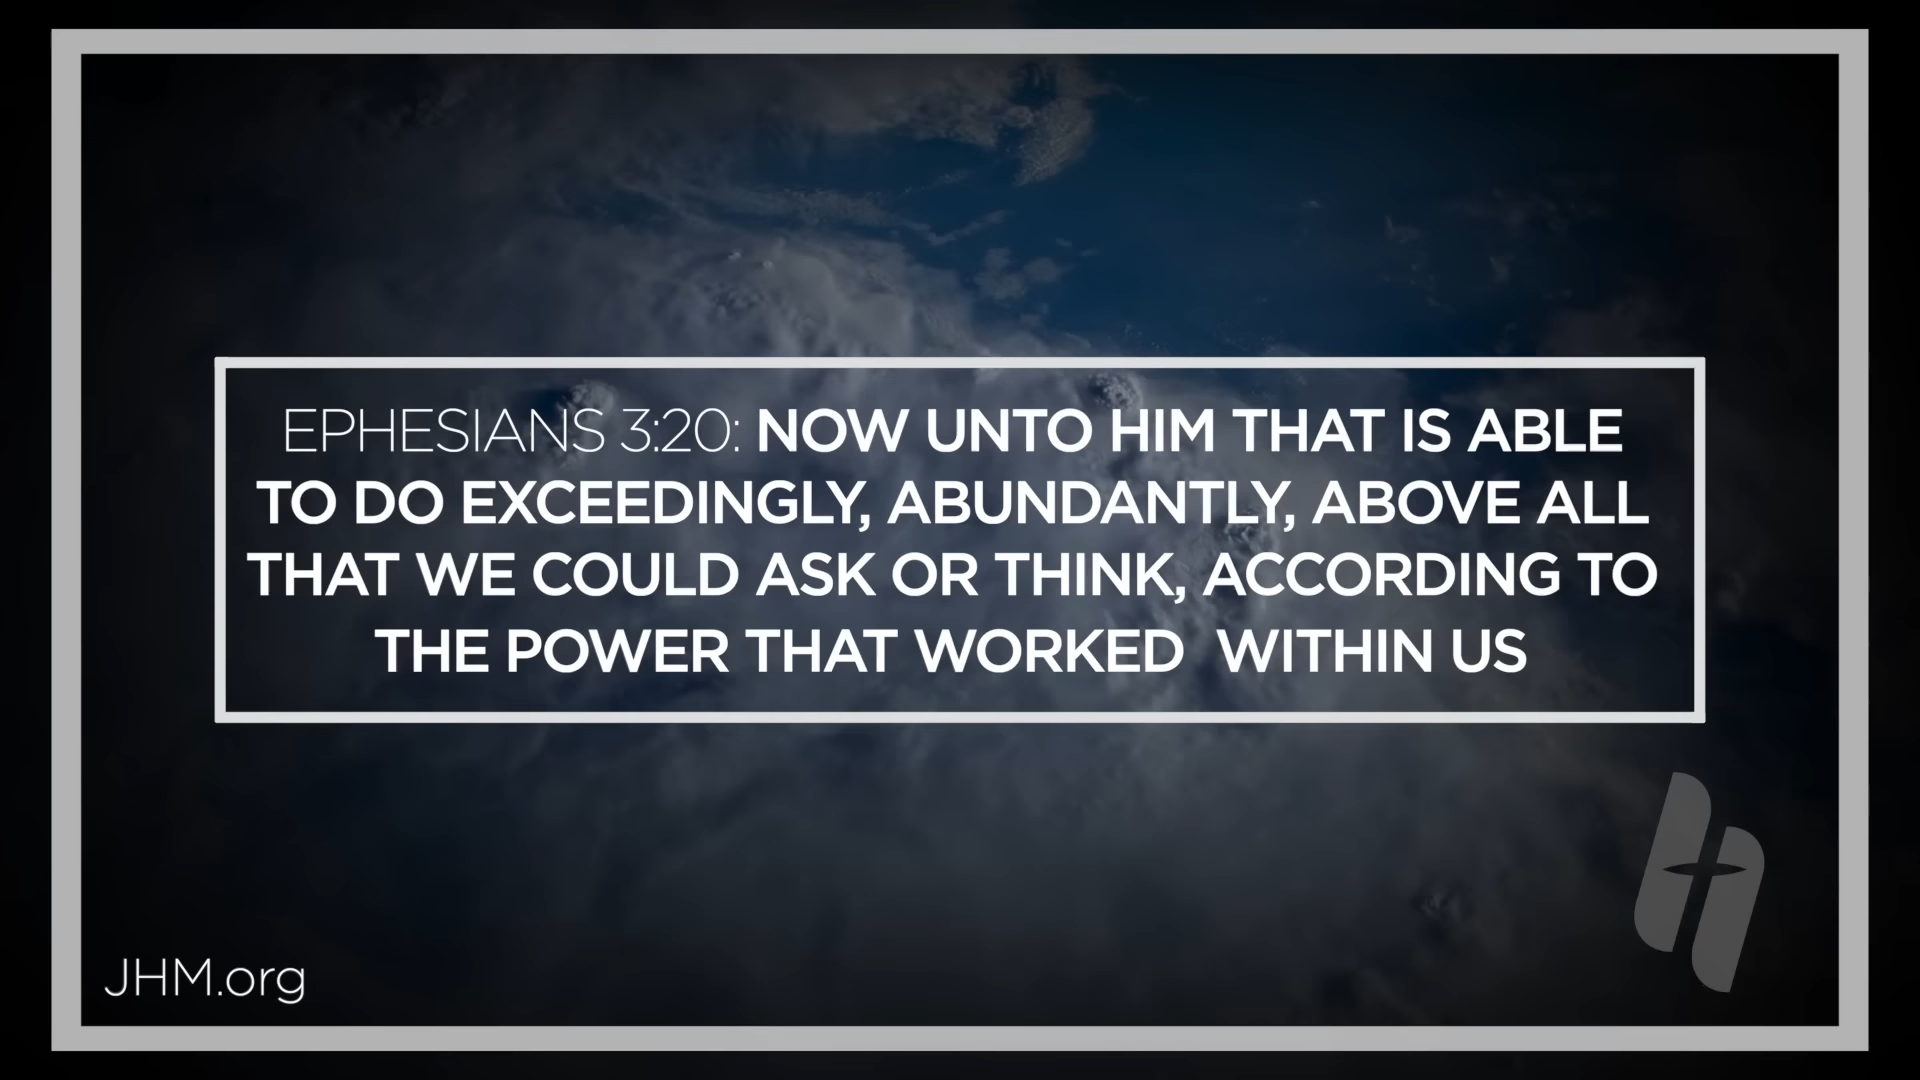 EPHESIANS 3:20: NOW UNTO HIM THAT IS ABLE
TO DO EXCEEDINGLY, ABUNDANTLY, ABOVE ALL
THAT WE COULD ASK OR THINK, ACCORDING TO
THE POWER THAT WORKED WITHIN US
JHM.org